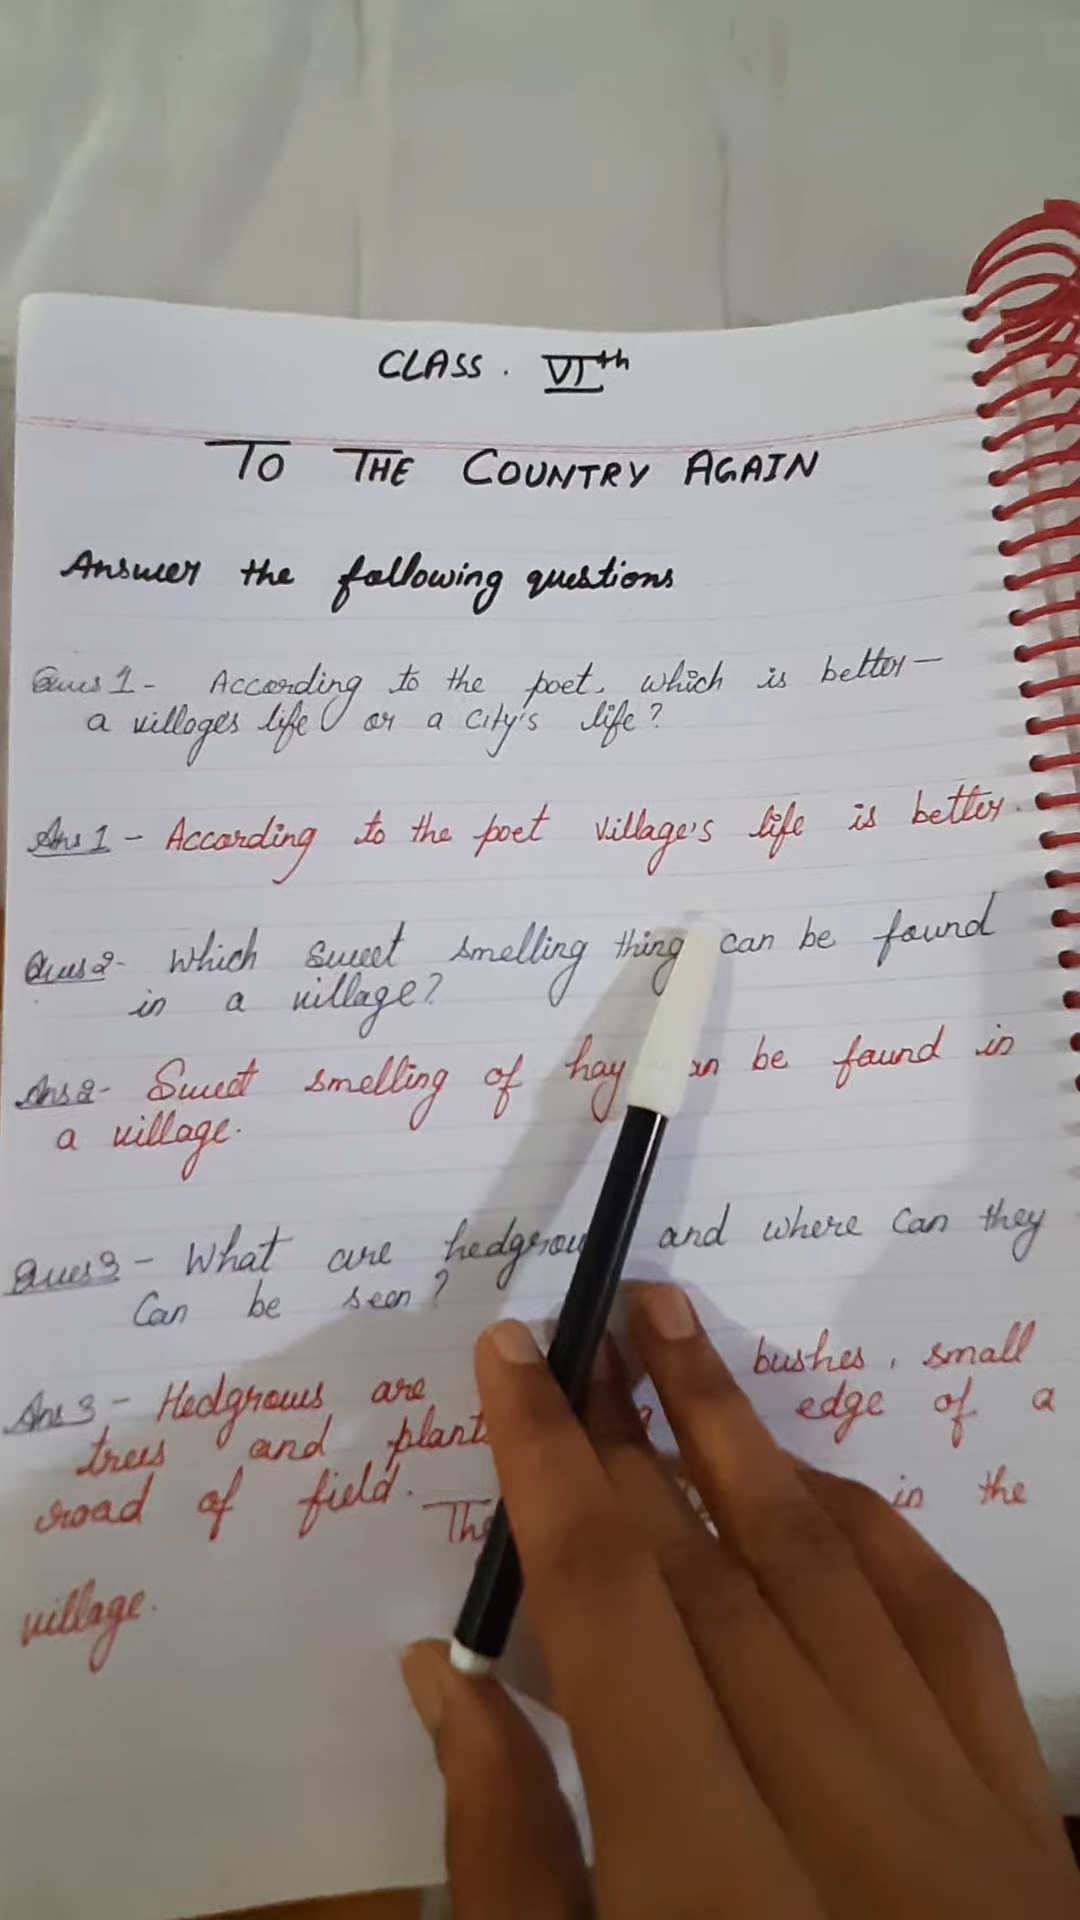 CLASS. VIth
TO THE COUNTRY AGAIN
Answer the following questions
Ques 1- According to the poet, which is better—
a villages life or a city's life?
Ans 1 - According to the poet village's life is better.
Ques 2- Which sweet smelling thing can be found
in a village?
Ans 2- Sweet smelling of hay be found in
a village.
Ques 3 - What are and where can they
Can be seen?
Ans 3 - Hedgrows are bushes, small
trees and edge of a
road of field. in the
village.